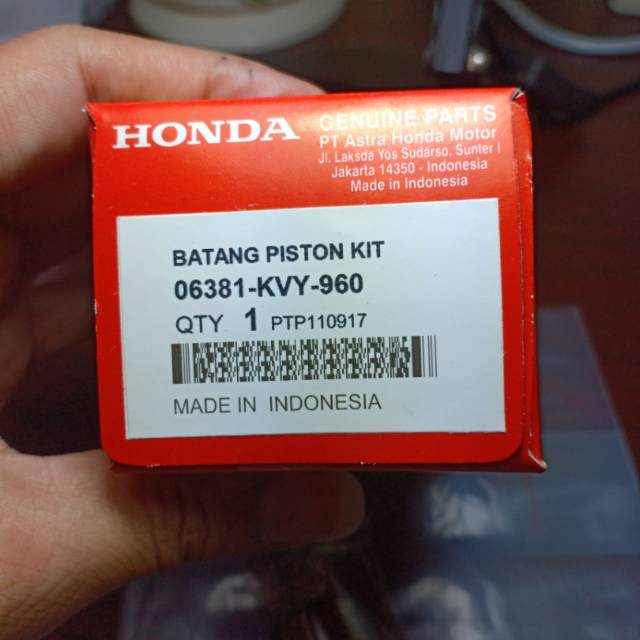 HONDA
GENUINE PARTS
PT Astra Honda Motor
Jl. Laksda Yos Sudarso, Sunter I
Jakarta 14350 - Indonesia
Made in Indonesia
BATANG PISTON KIT
06381-KVY-960
QTY 1 PTP110917
MADE IN INDONESIA